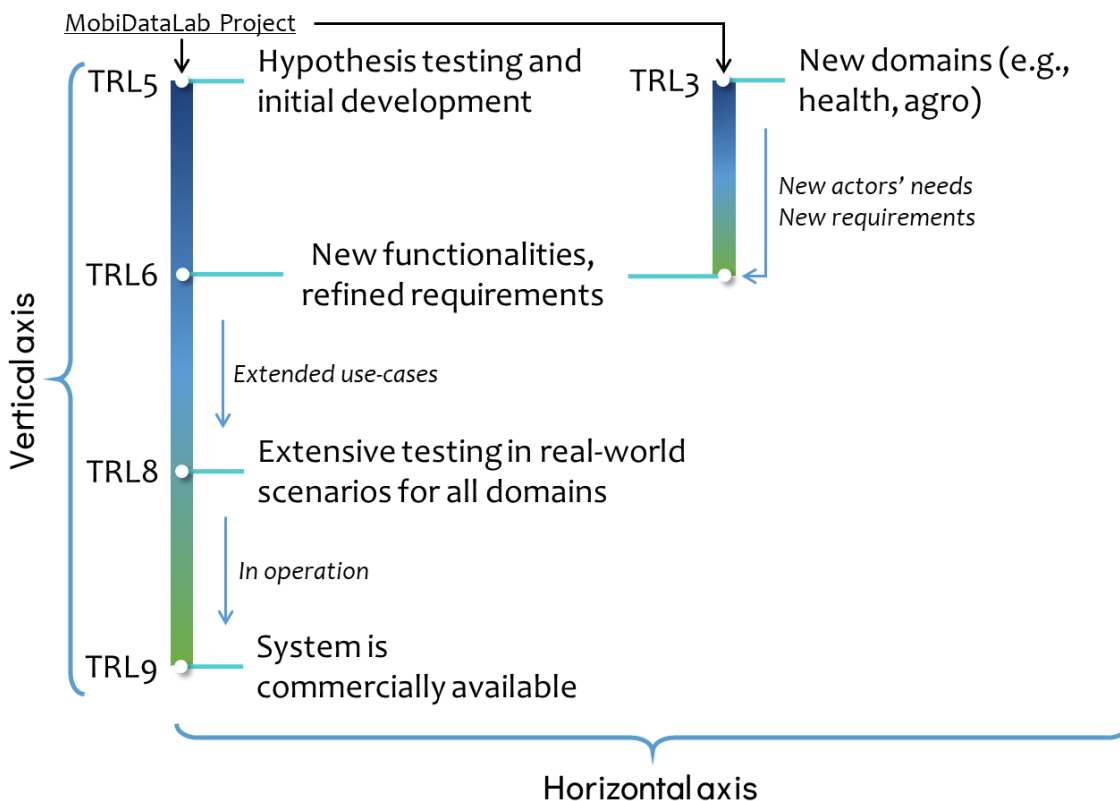 MobiDataLab Project
TRL5
Hypothesis testing and
initial development
TRL3
New domains (e.g.,
health, agro)
New actors' needs
New requirements
TRL6
New functionalities,
refined requirements
Extended use-cases
Vertical axis
TRL8
Extensive testing in real-world
scenarios for all domains
In operation
TRL9
System is
commercially available
Horizontal axis